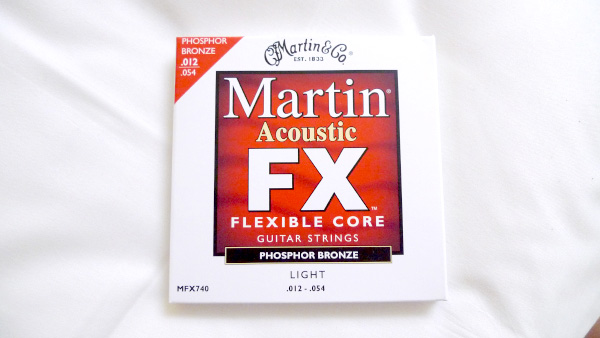 PHOSPHOR
BRONZE
.012
.054
C.F. Martin & Co.®
EST. 1833
Martin®
Acoustic
FX™
FLEXIBLE CORE
GUITAR STRINGS
PHOSPHOR BRONZE
LIGHT
MFX740 .012 - .054